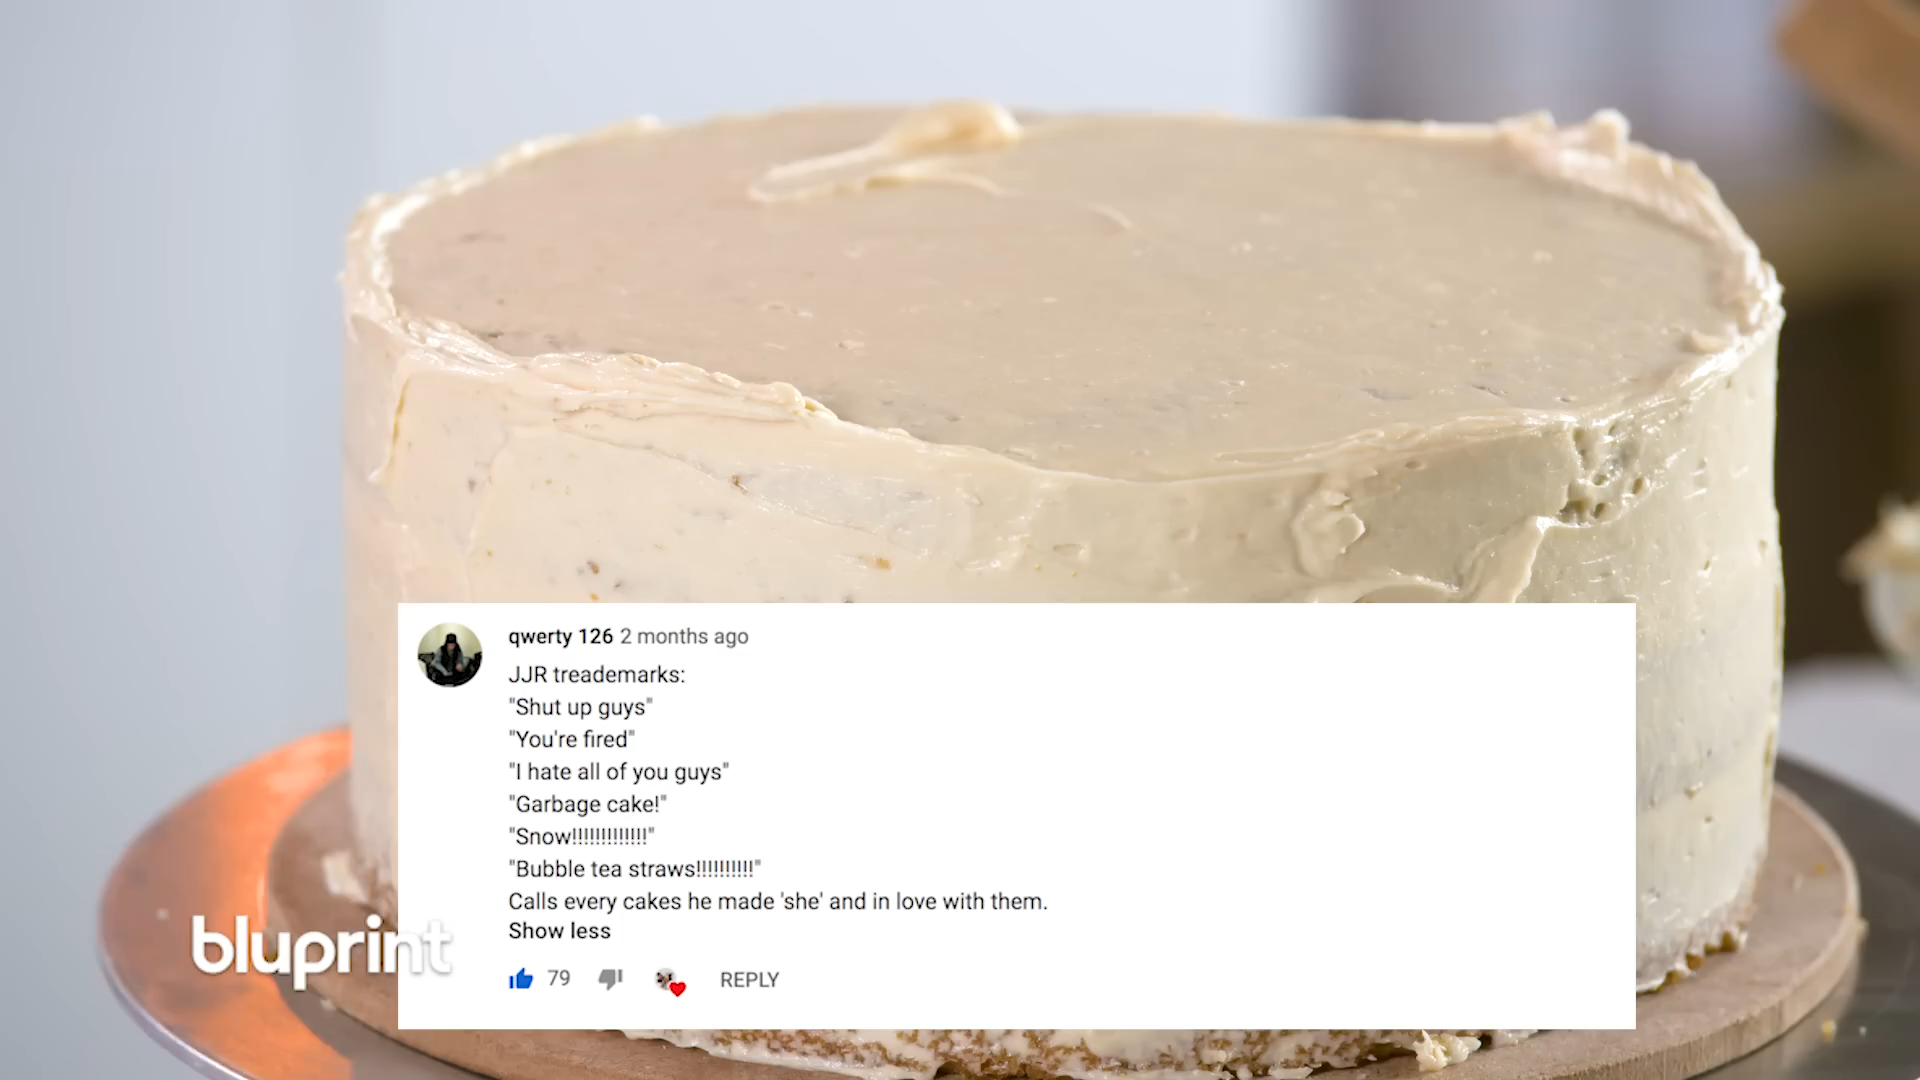 qwerty 126 2 months ago
JJR treademarks:
"Shut up guys"
"You're fired"
"I hate all of you guys"
"Garbage cake!"
"Snow!!!!!!!!!!!!!!"
"Bubble tea straws!!!!!!!!!!"
Calls every cakes he made 'she' and in love with them.
Show less
79 REPLY
bluprint